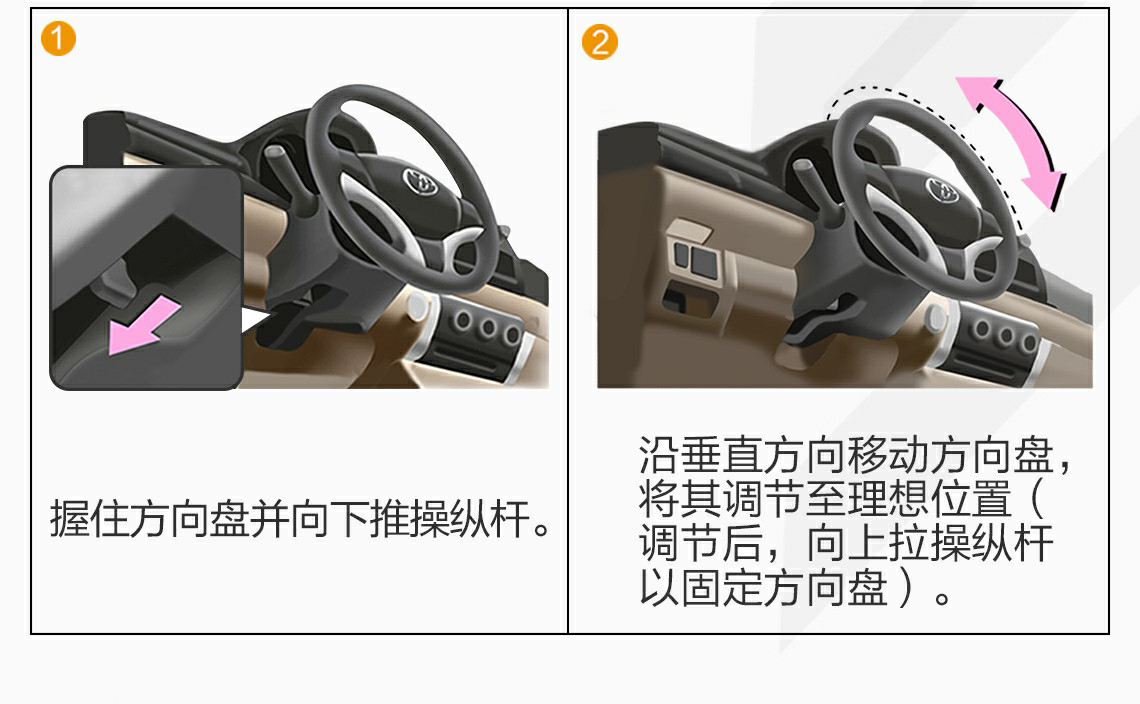 1
握住方向盘并向下推操纵杆。
2
沿垂直方向移动方向盘，
将其调节至理想位置（
调节后，向上拉操纵杆
以固定方向盘）。